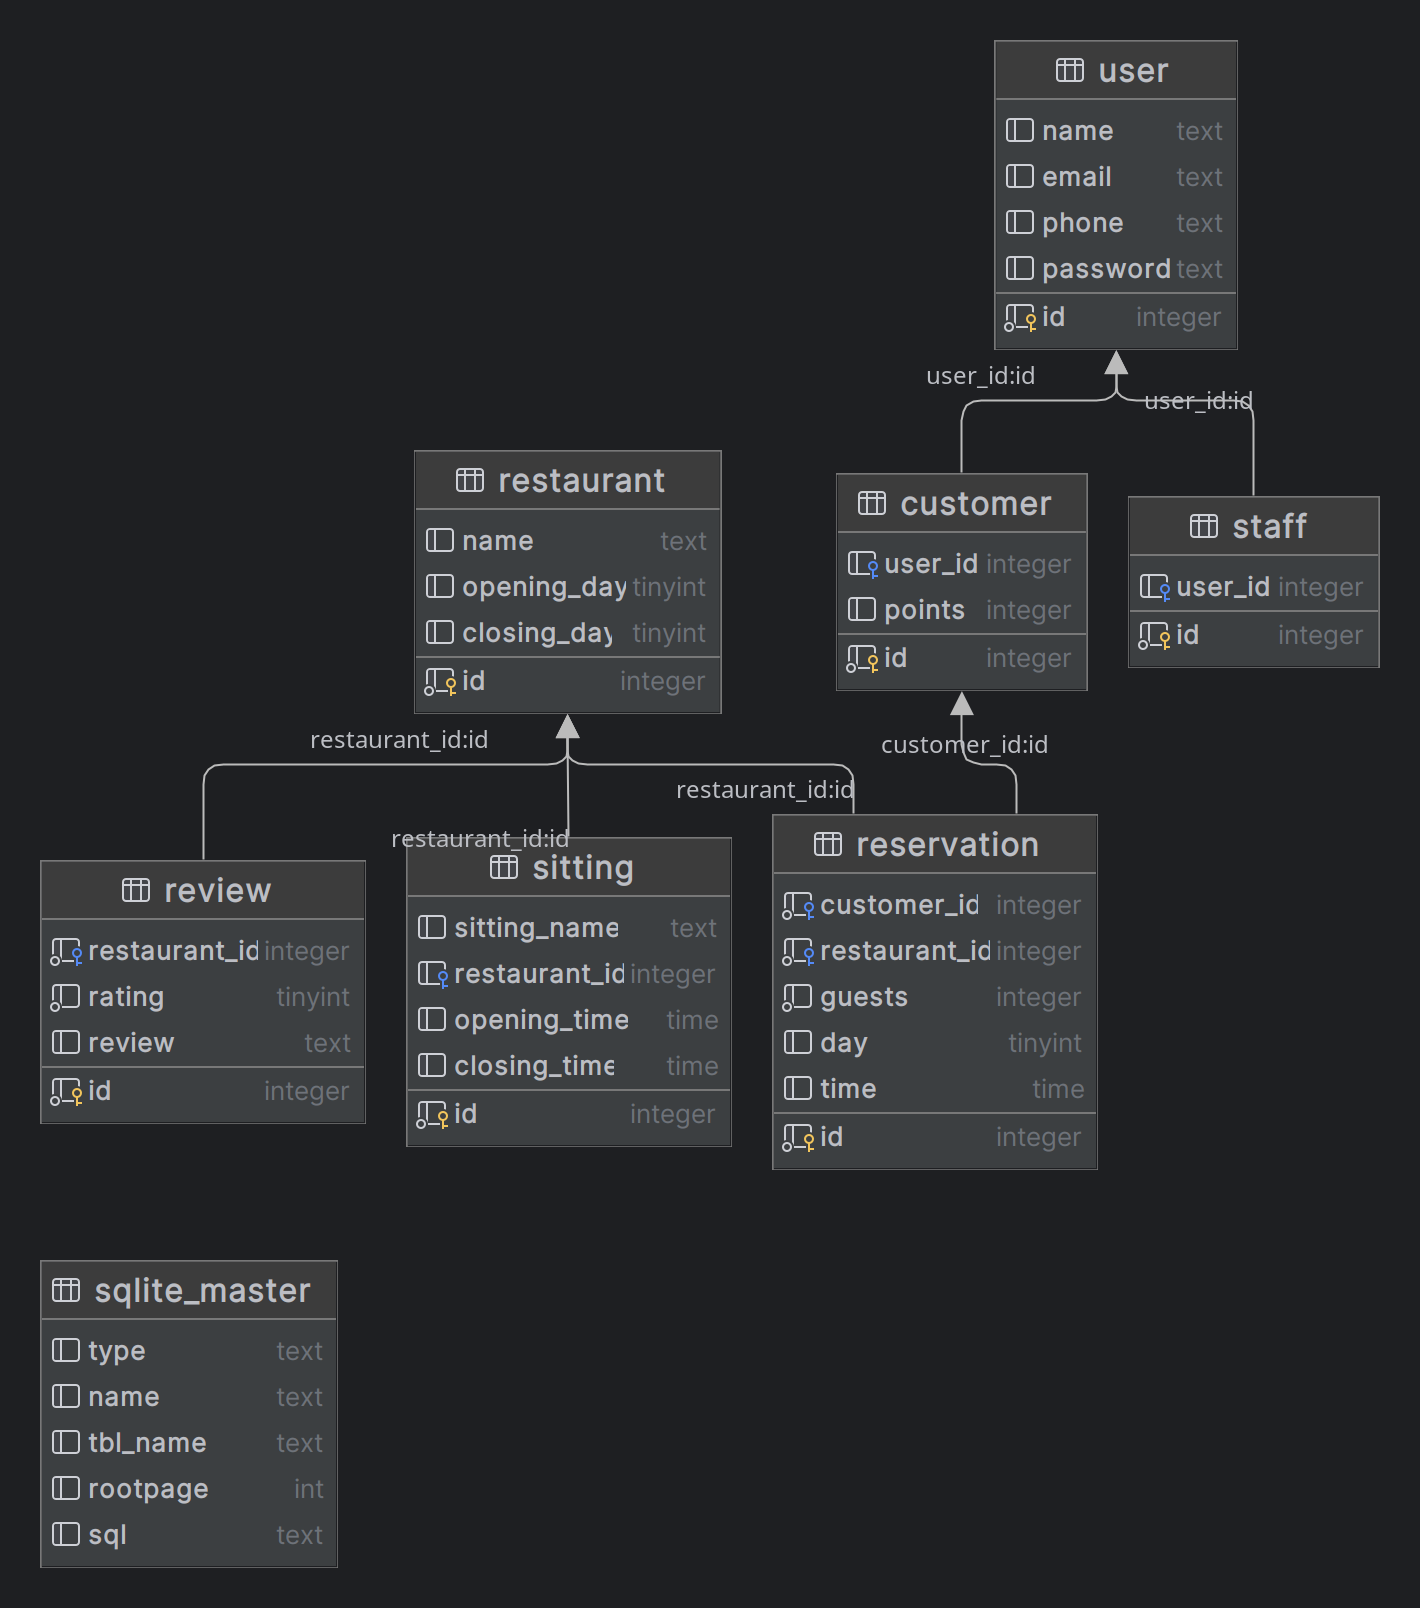 user
name text
email text
phone text
password text
id integer
user_id:id
user_id:id
restaurant
name text
opening_day tinyint
closing_day tinyint
id integer
customer
user_id integer
points integer
id integer
staff
user_id integer
id integer
restaurant_id:id
customer_id:id
restaurant_id:id
restaurant_id:id
review
restaurant_id integer
rating tinyint
review text
id integer
sitting
sitting_name text
restaurant_id integer
opening_time time
closing_time time
id integer
reservation
customer_id integer
restaurant_id integer
guests integer
day tinyint
time time
id integer
sqlite_master
type text
name text
tbl_name text
rootpage int
sql text